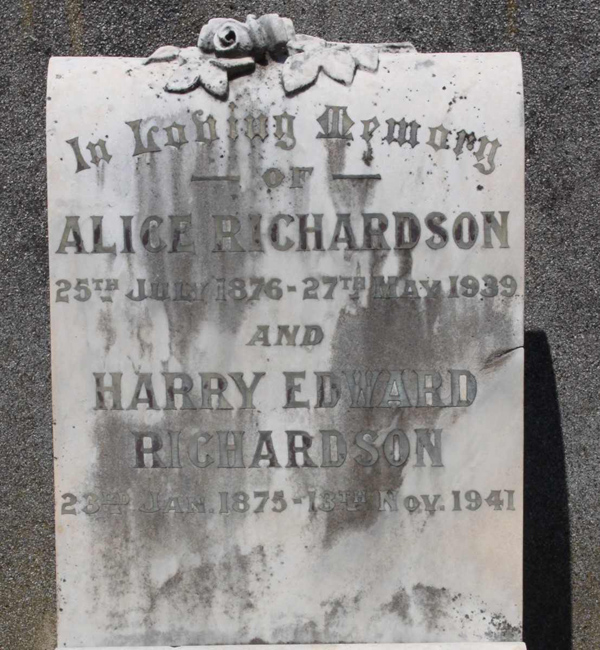 In Loving Memory
OF
ALICE RICHARDSON
25TH JULY 1876 - 27TH MAY 1939
AND
HARRY EDWARD
RICHARDSON
23RD JAN. 1875 - 13TH NOV. 1941